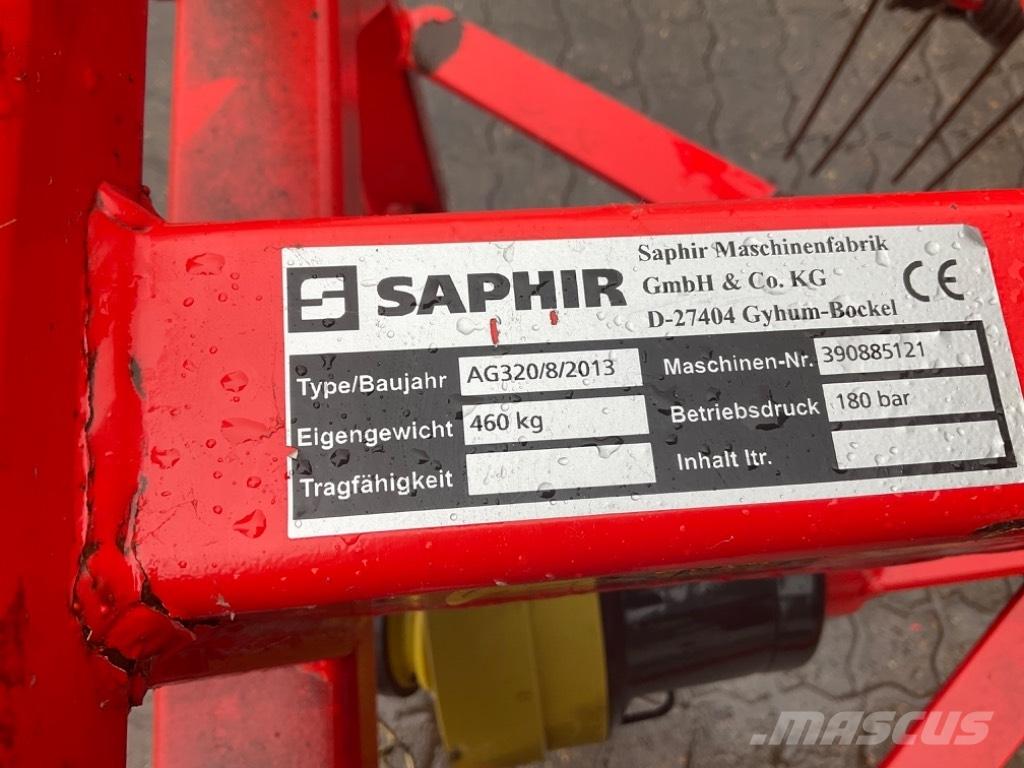 SAPHIR
Saphir Maschinenfabrik
GmbH & Co. KG
D-27404 Gyhum-Bockel
CE
Type/Baujahr AG320/8/2013
Maschinen-Nr. 390885121
Eigengewicht 460 kg
Betriebsdruck 180 bar
Tragfähigkeit
Inhalt ltr.
MASCUS